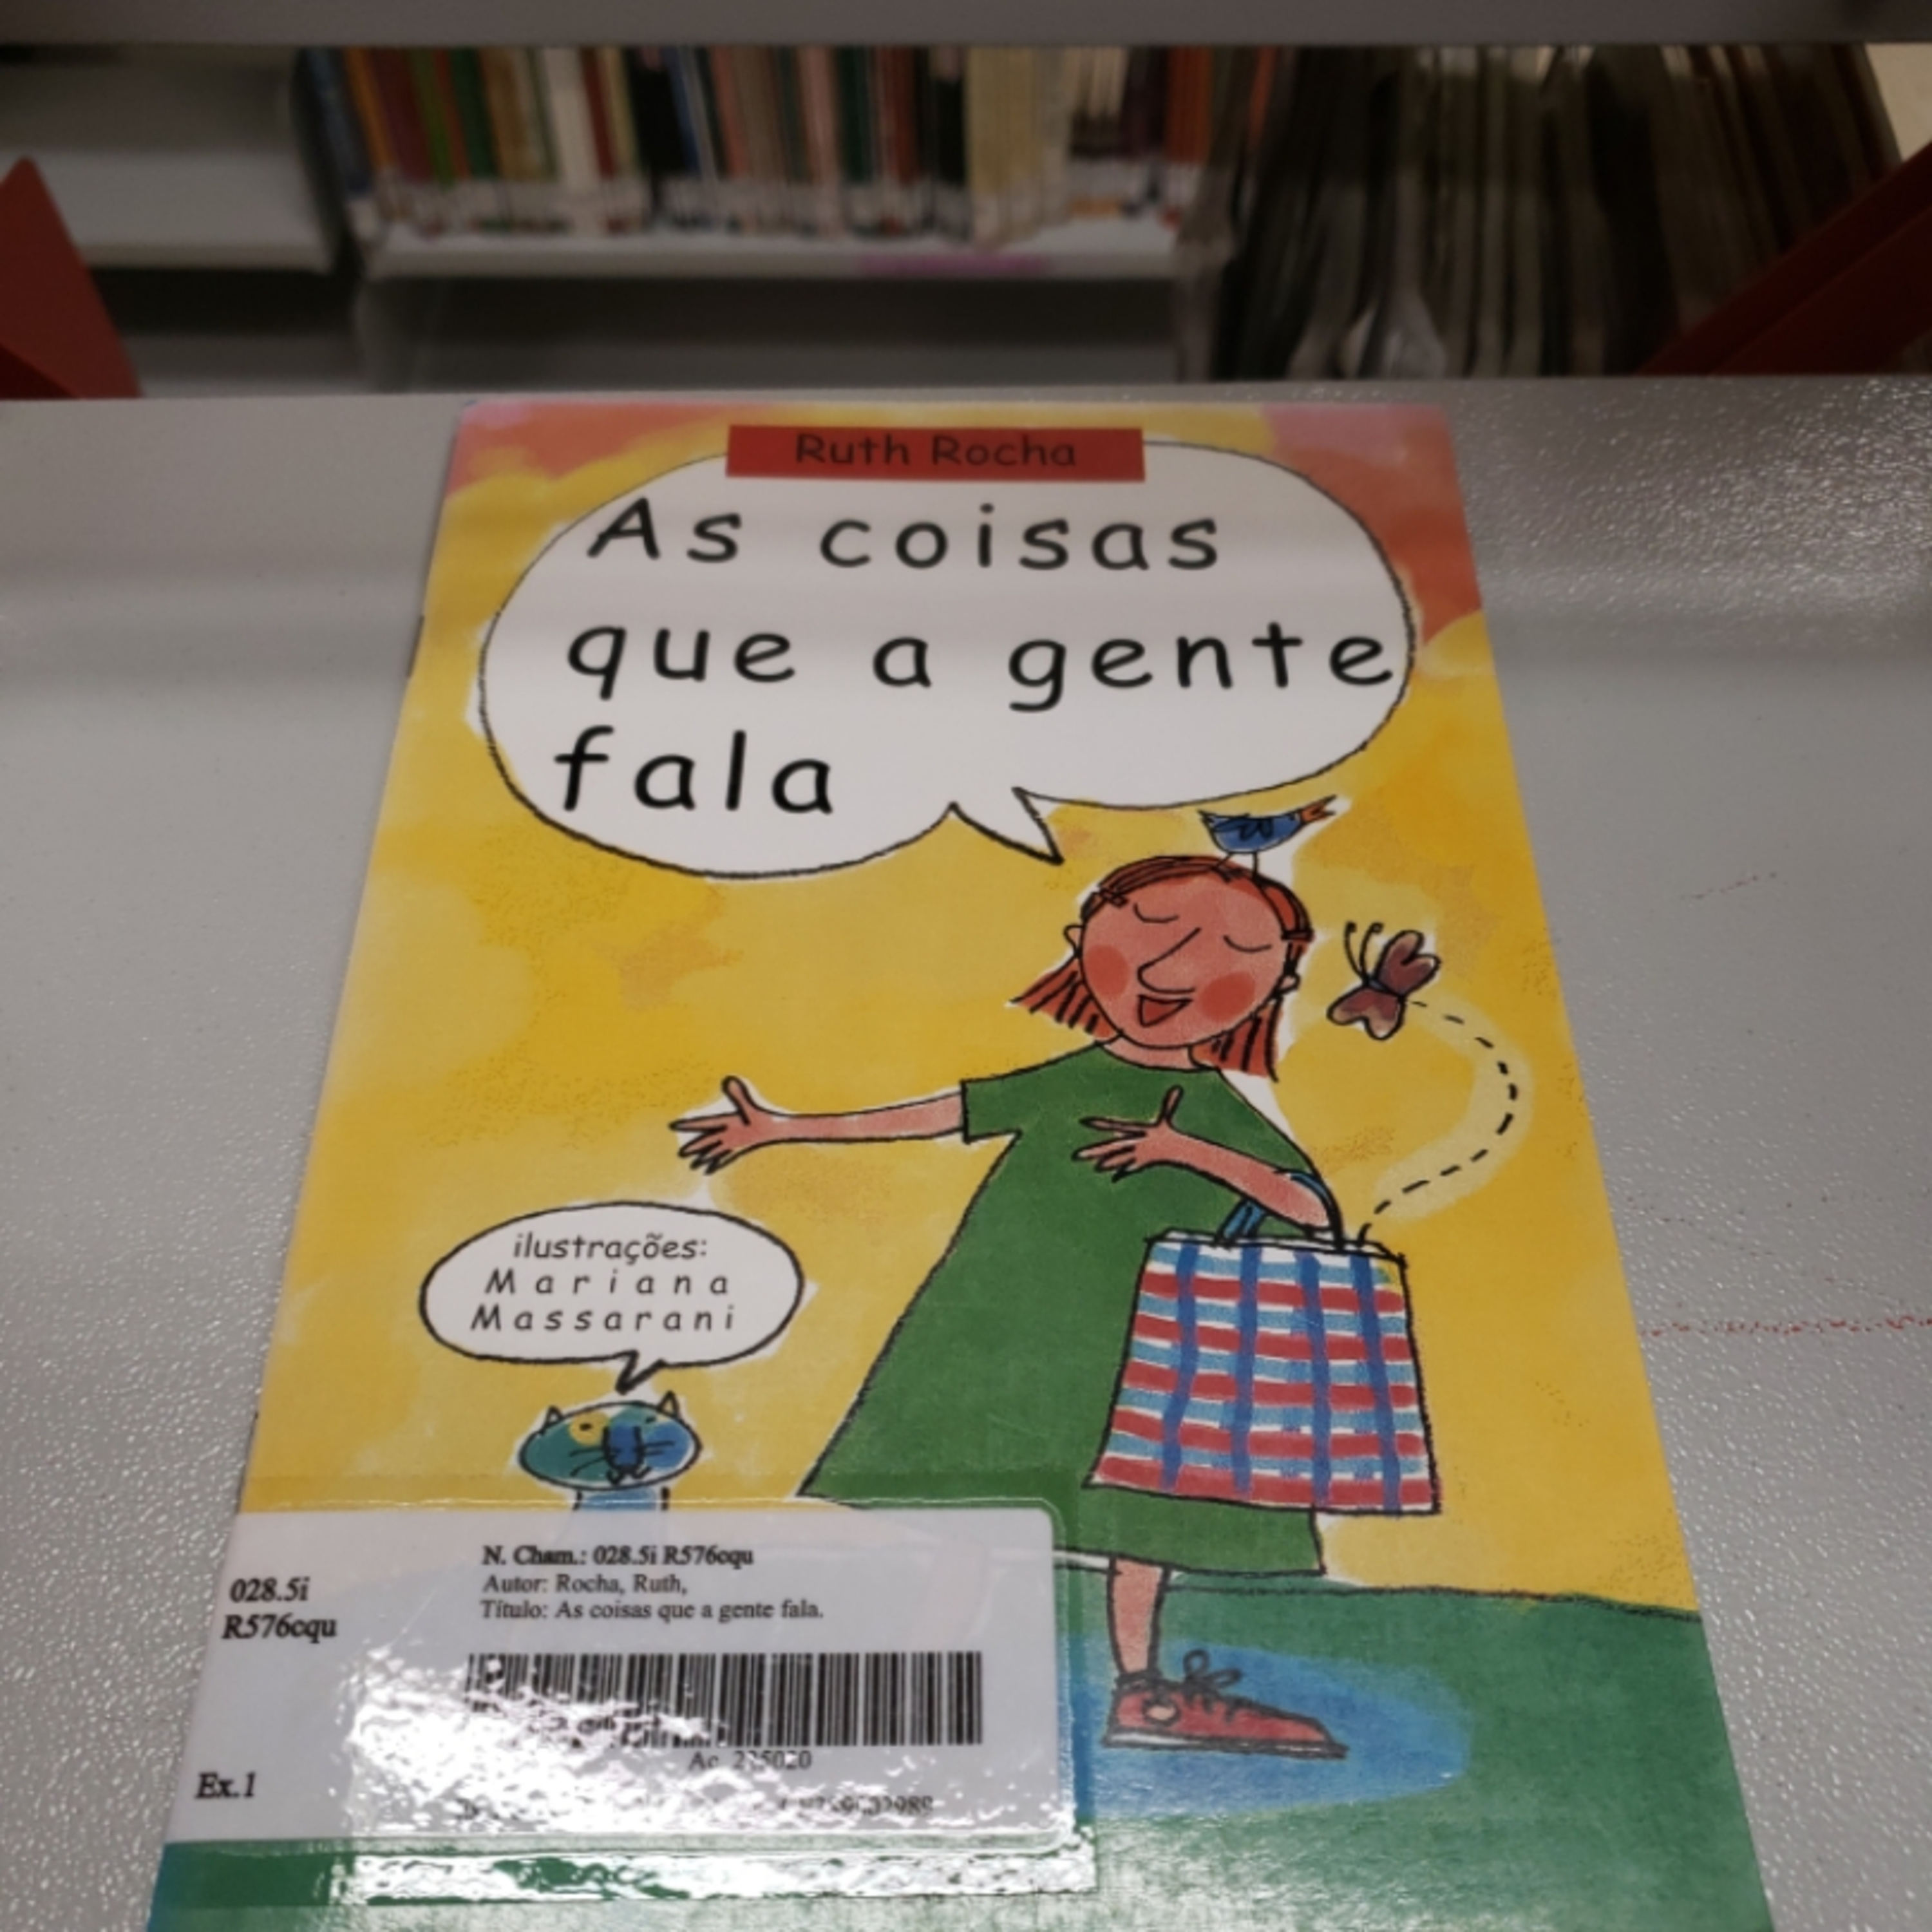 Ruth Rocha
As coisas
que a gente
fala
ilustrações:
Mariana
Massarani
N. Cham.: 028.5i R576cqu
Autor: Rocha, Ruth,
Título: As coisas que a gente fala.
028.5i
R576cqu
Ac.
Ex.1